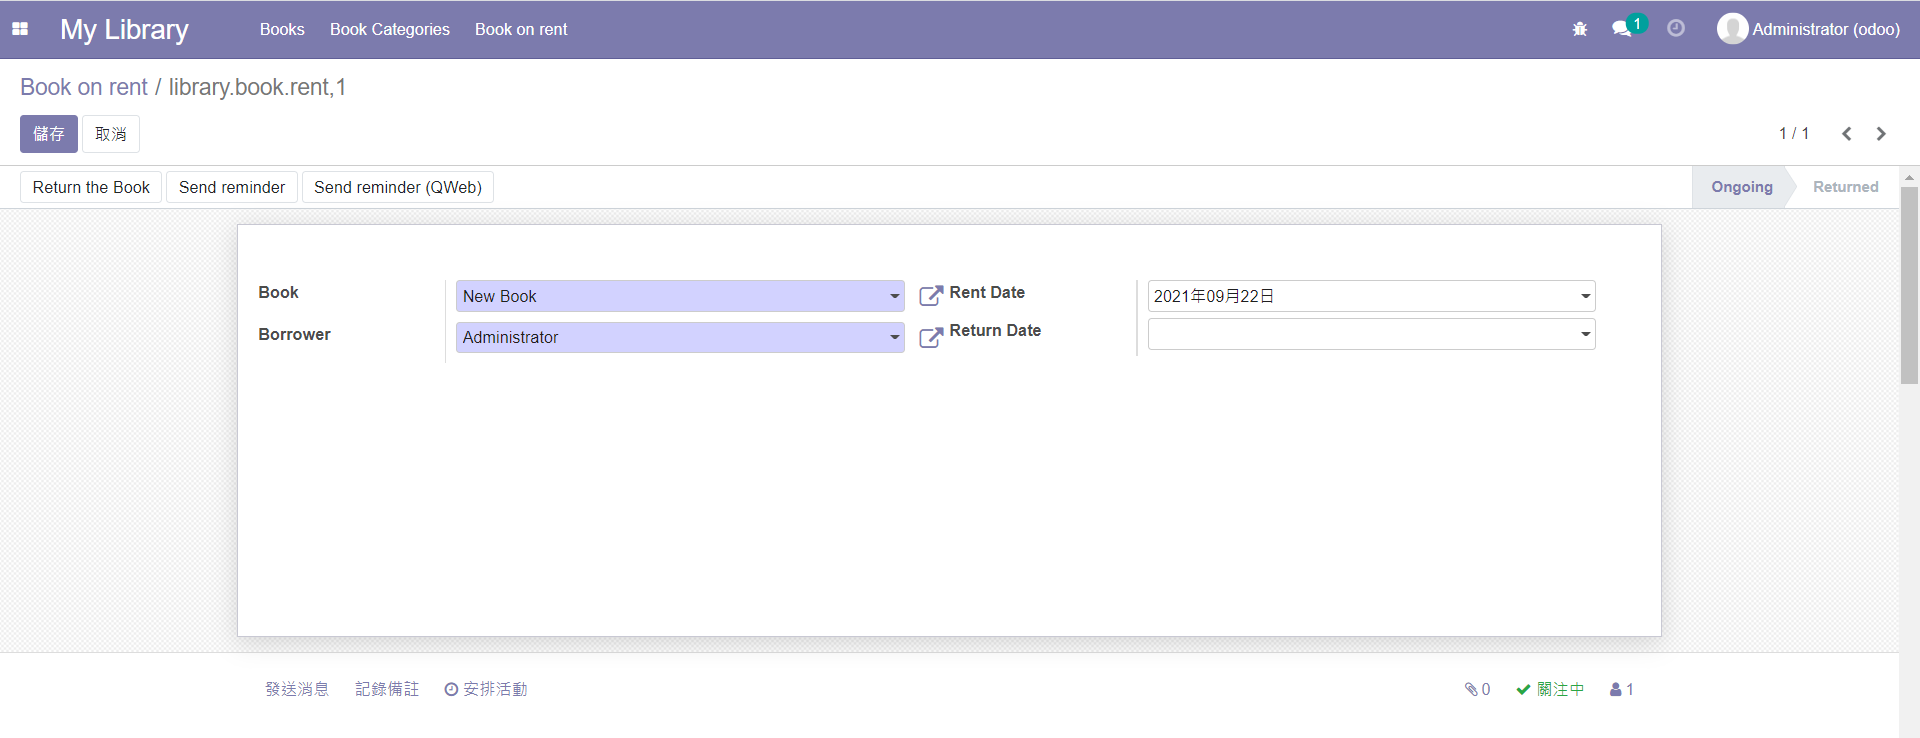 My Library Books Book Categories Book on rent 1 Administrator (odoo)
Book on rent / library.book.rent,1
儲存 取消 1 / 1
Return the Book Send reminder Send reminder (QWeb) Ongoing Returned
Book New Book Rent Date 2021年09月22日
Borrower Administrator Return Date
發送消息 記錄備註 安排活動 0 關注中 1